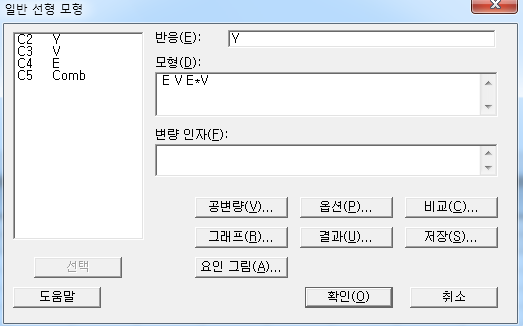 일반 선형 모형
C2 Y
C3 V
C4 E
C5 Comb
반응(E): Y
모형(D):
E V E*V
변량 인자(F):
공변량(V)... 옵션(P)... 비교(C)...
그래프(R)... 결과(U)... 저장(S)...
선택 요인 그림(A)...
도움말 확인(O) 취소